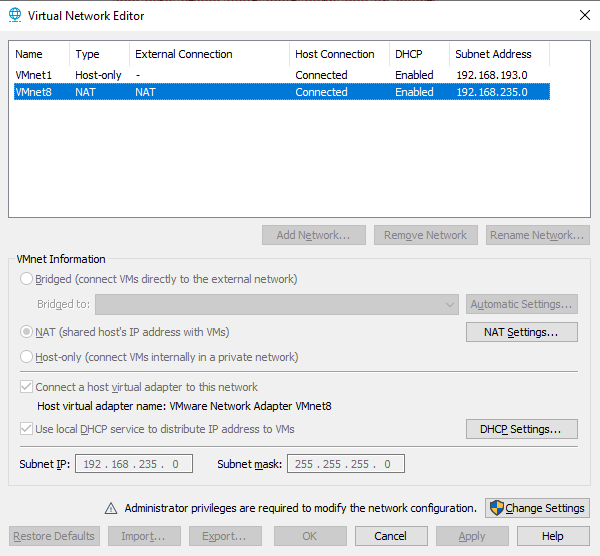 Virtual Network Editor
Name Type External Connection Host Connection DHCP Subnet Address
VMnet1 Host-only - Connected Enabled 192.168.193.0
VMnet8 NAT NAT Connected Enabled 192.168.235.0
Add Network... Remove Network Rename Network...
VMnet Information
Bridged (connect VMs directly to the external network)
Bridged to: Automatic Settings...
NAT (shared host's IP address with VMs) NAT Settings...
Host-only (connect VMs internally in a private network)
Connect a host virtual adapter to this network
Host virtual adapter name: VMware Network Adapter VMnet8
Use local DHCP service to distribute IP address to VMs DHCP Settings...
Subnet IP: 192 . 168 . 235 . 0 Subnet mask: 255 . 255 . 255 . 0
Administrator privileges are required to modify the network configuration. Change Settings
Restore Defaults Import... Export... OK Cancel Apply Help